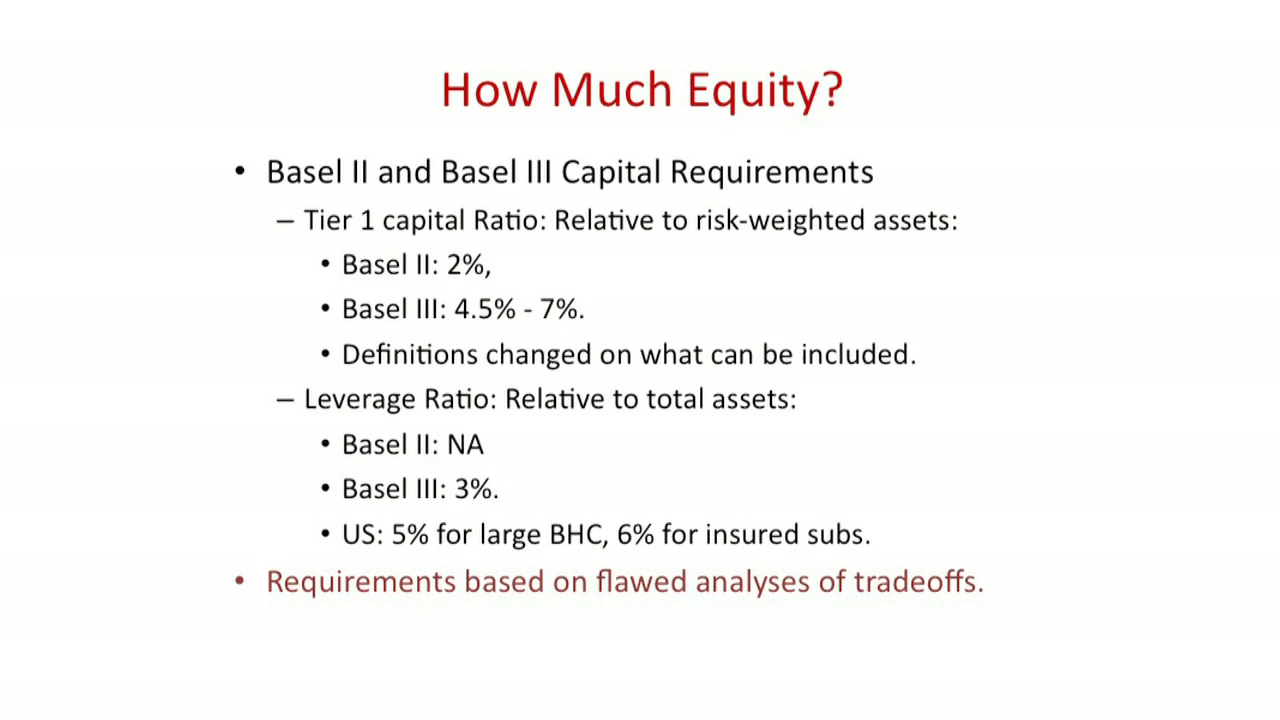 How Much Equity?
• Basel II and Basel III Capital Requirements
– Tier 1 capital Ratio: Relative to risk-weighted assets:
• Basel II: 2%,
• Basel III: 4.5% - 7%.
• Definitions changed on what can be included.
– Leverage Ratio: Relative to total assets:
• Basel II: NA
• Basel III: 3%.
• US: 5% for large BHC, 6% for insured subs.
• Requirements based on flawed analyses of tradeoffs.